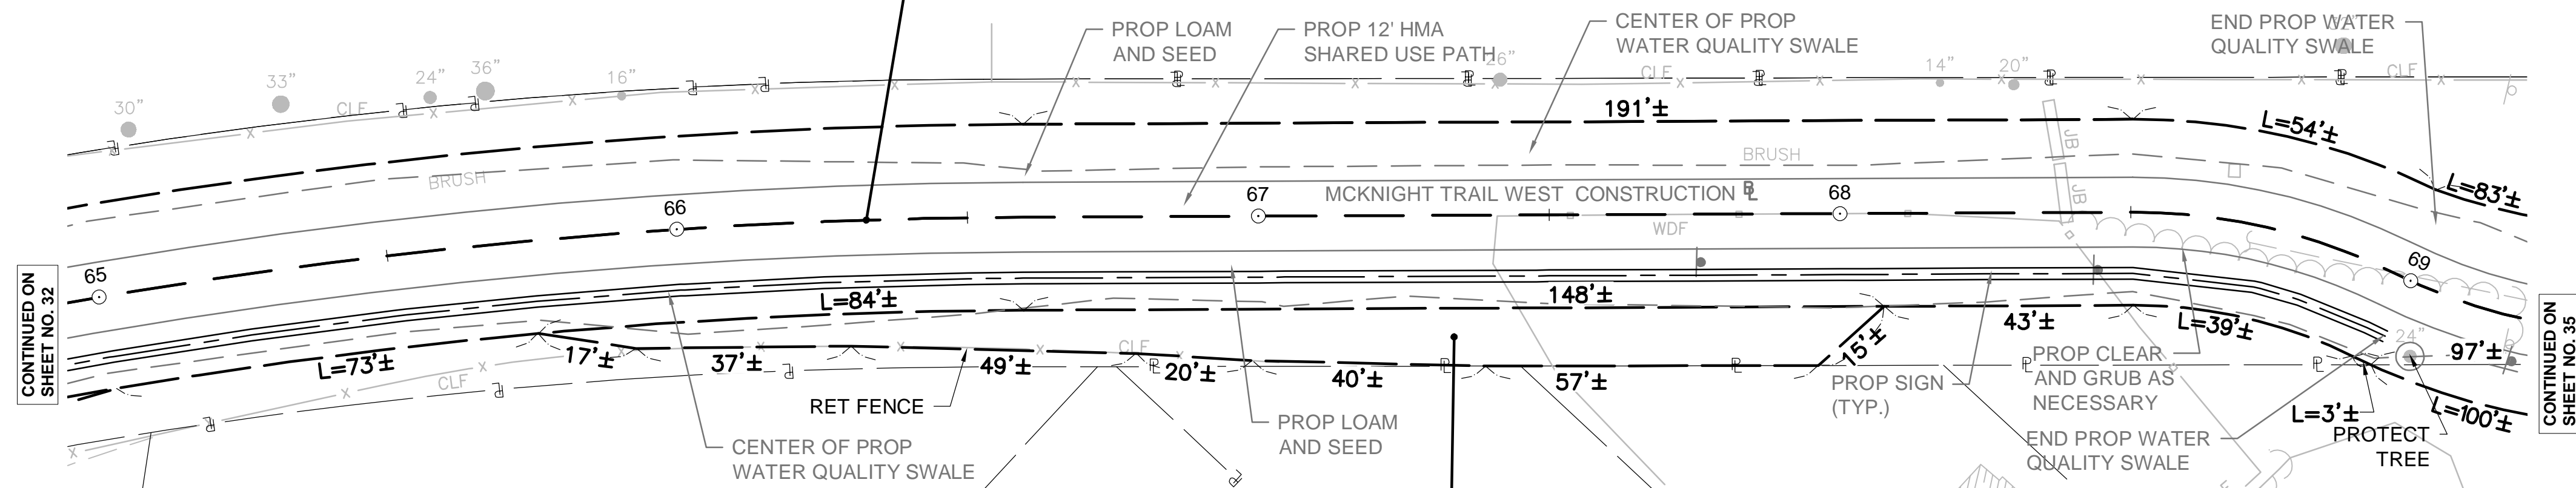 PROP LOAM
AND SEED
PROP 12' HMA
SHARED USE PATH
CENTER OF PROP
WATER QUALITY SWALE
END PROP WATER
QUALITY SWALE
30"
33"
24"
36"
16"
26"
14"
20"
CLF
CLF
CLF
191'±
L=54'±
L=83'±
BRUSH
BRUSH
JB
JB
MCKNIGHT TRAIL WEST CONSTRUCTION BL
65
66
67
68
69
WDF
CONTINUED ON
SHEET NO. 32
CONTINUED ON
SHEET NO. 35
L=84'±
148'±
L=73'±
17'±
37'±
49'±
20'±
40'±
57'±
15'±
43'±
L=39'±
24"
97'±
CLF
CLF
RET FENCE
CENTER OF PROP
WATER QUALITY SWALE
PROP LOAM
AND SEED
PROP SIGN
(TYP.)
PROP CLEAR
AND GRUB AS
NECESSARY
END PROP WATER
QUALITY SWALE
L=3'±
L=100'±
PROTECT
TREE